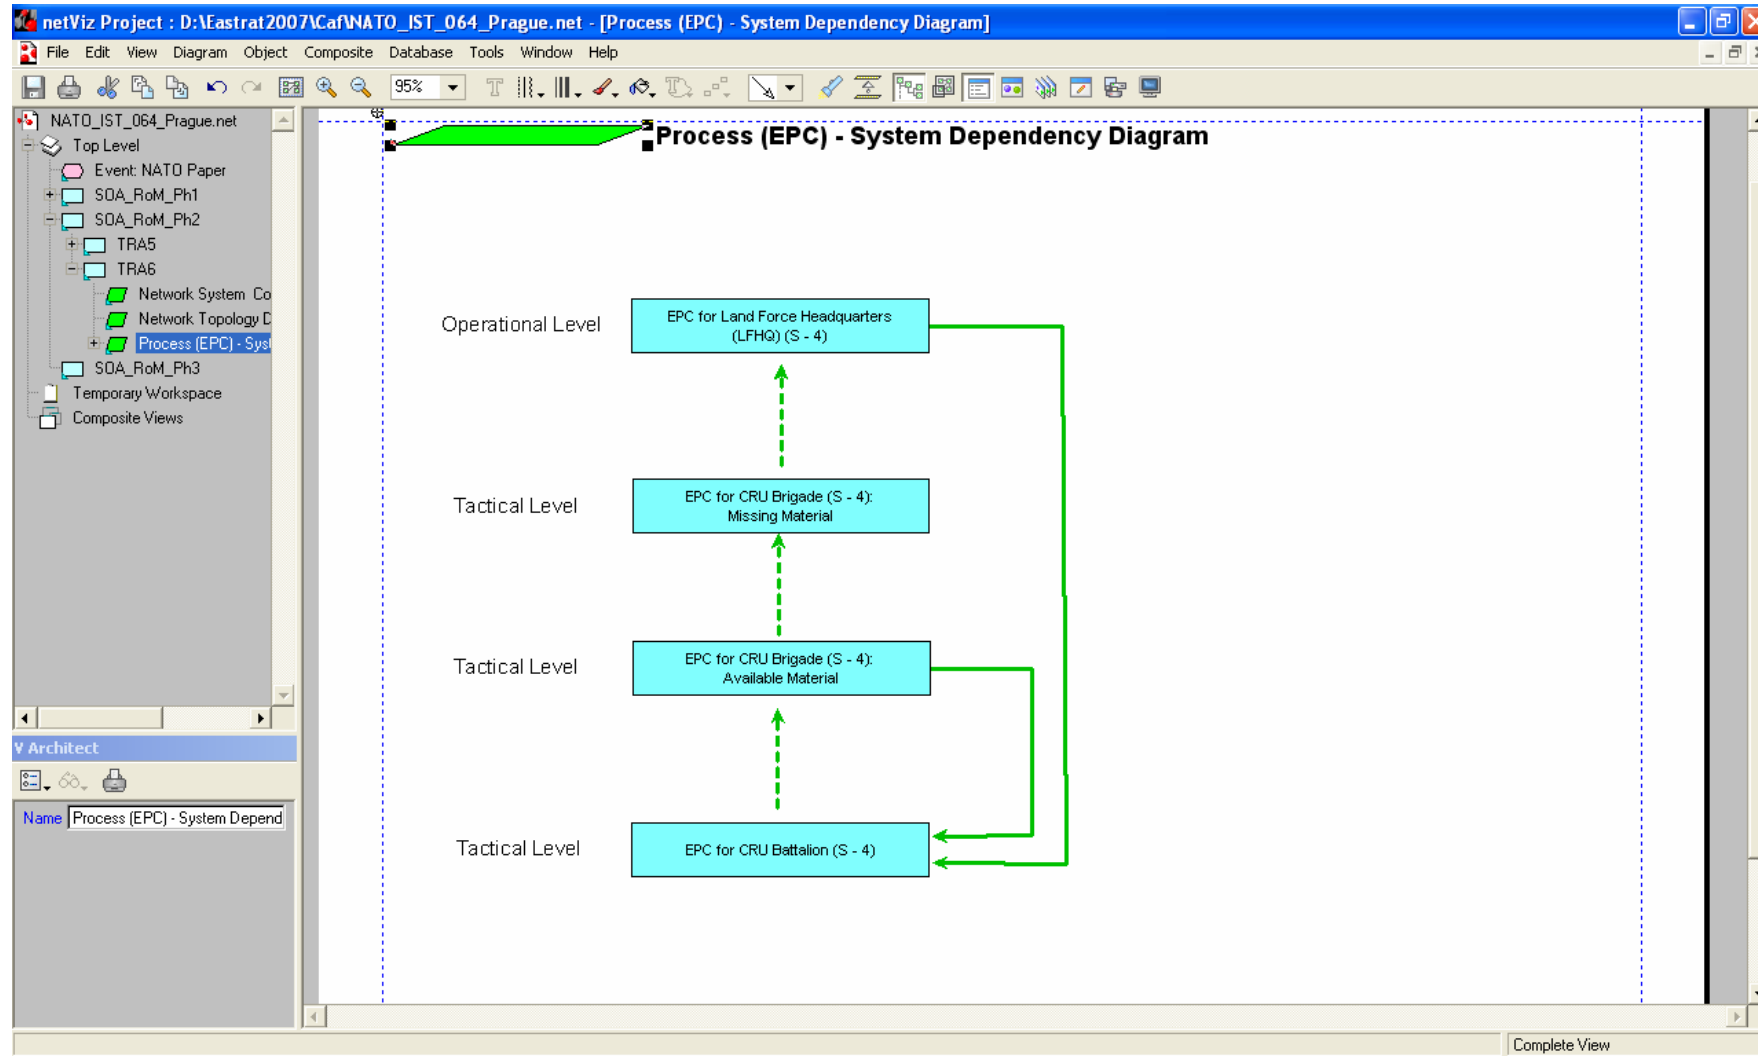 netViz Project : D:\Eastrat2007\Caf\NATO_IST_064_Prague.net - [Process (EPC) - System Dependency Diagram]
File Edit View Diagram Object Composite Database Tools Window Help
95%
NATO_IST_064_Prague.net
Top Level
Event: NATO Paper
SOA_RoM_Ph1
SOA_RoM_Ph2
TRA5
TRA6
Network System Co
Network Topology D
Process (EPC) - Syst
SOA_RoM_Ph3
Temporary Workspace
Composite Views
Architect
Name Process (EPC) - System Depend
Process (EPC) - System Dependency Diagram
Operational Level
EPC for Land Force Headquarters
(LFHQ) (S - 4)
Tactical Level
EPC for CRU Brigade (S - 4):
Missing Material
Tactical Level
EPC for CRU Brigade (S - 4):
Available Material
Tactical Level
EPC for CRU Battalion (S - 4)
Complete View